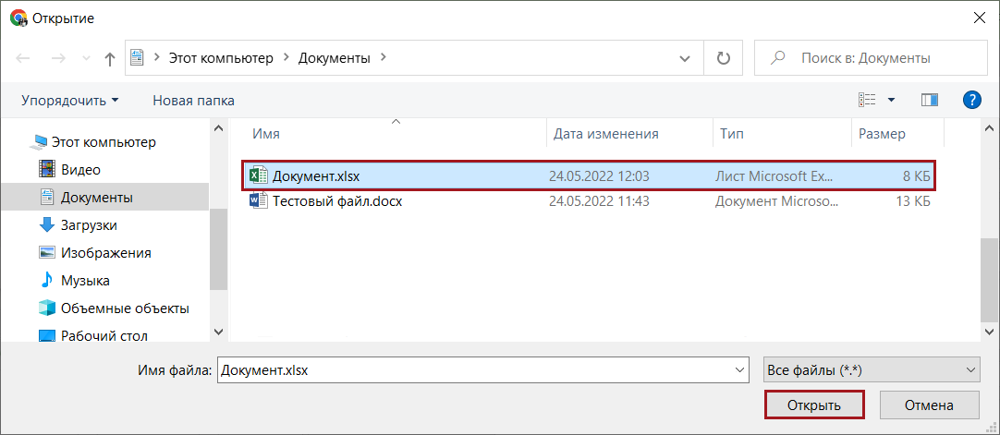 Открытие
Этот компьютер Документы
Поиск в: Документы
Упорядочить Новая папка
?
Имя Дата изменения Тип Размер
Этот компьютер
Видео
Документы
Загрузки
Изображения
Музыка
Объемные объекты
Рабочий стол
Документ.xlsx 24.05.2022 12:03 Лист Microsoft Ex... 8 КБ
Тестовый файл.docx 24.05.2022 11:43 Документ Microso... 13 КБ
Имя файла: Документ.xlsx Все файлы (*.*)
Открыть Отмена